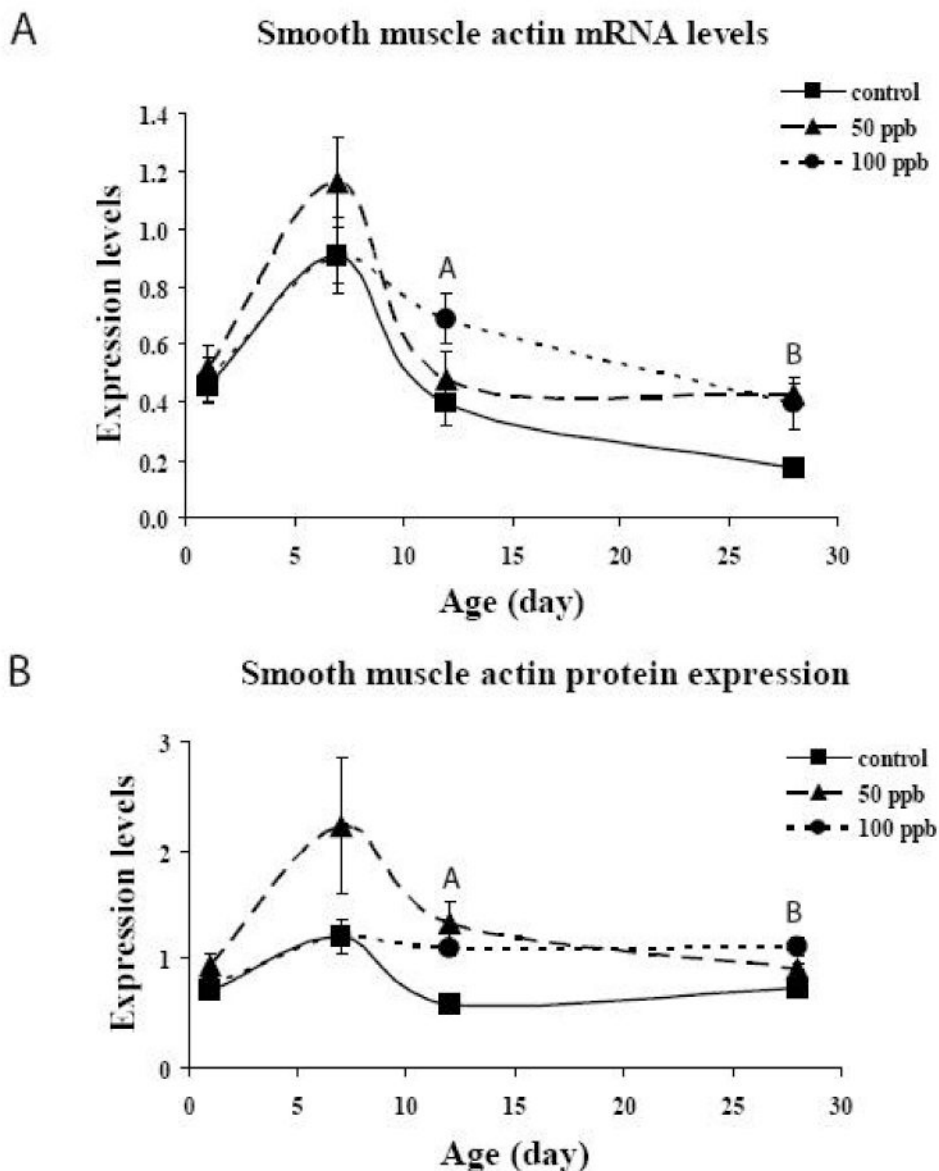 A
Smooth muscle actin mRNA levels
control
50 ppb
100 ppb
Expression levels
1.4
1.2
1.0
0.8
0.6
0.4
0.2
0.0
A
B
0 5 10 15 20 25 30
Age (day)
B
Smooth muscle actin protein expression
control
50 ppb
100 ppb
Expression levels
3
2
1
0
A
B
0 5 10 15 20 25 30
Age (day)